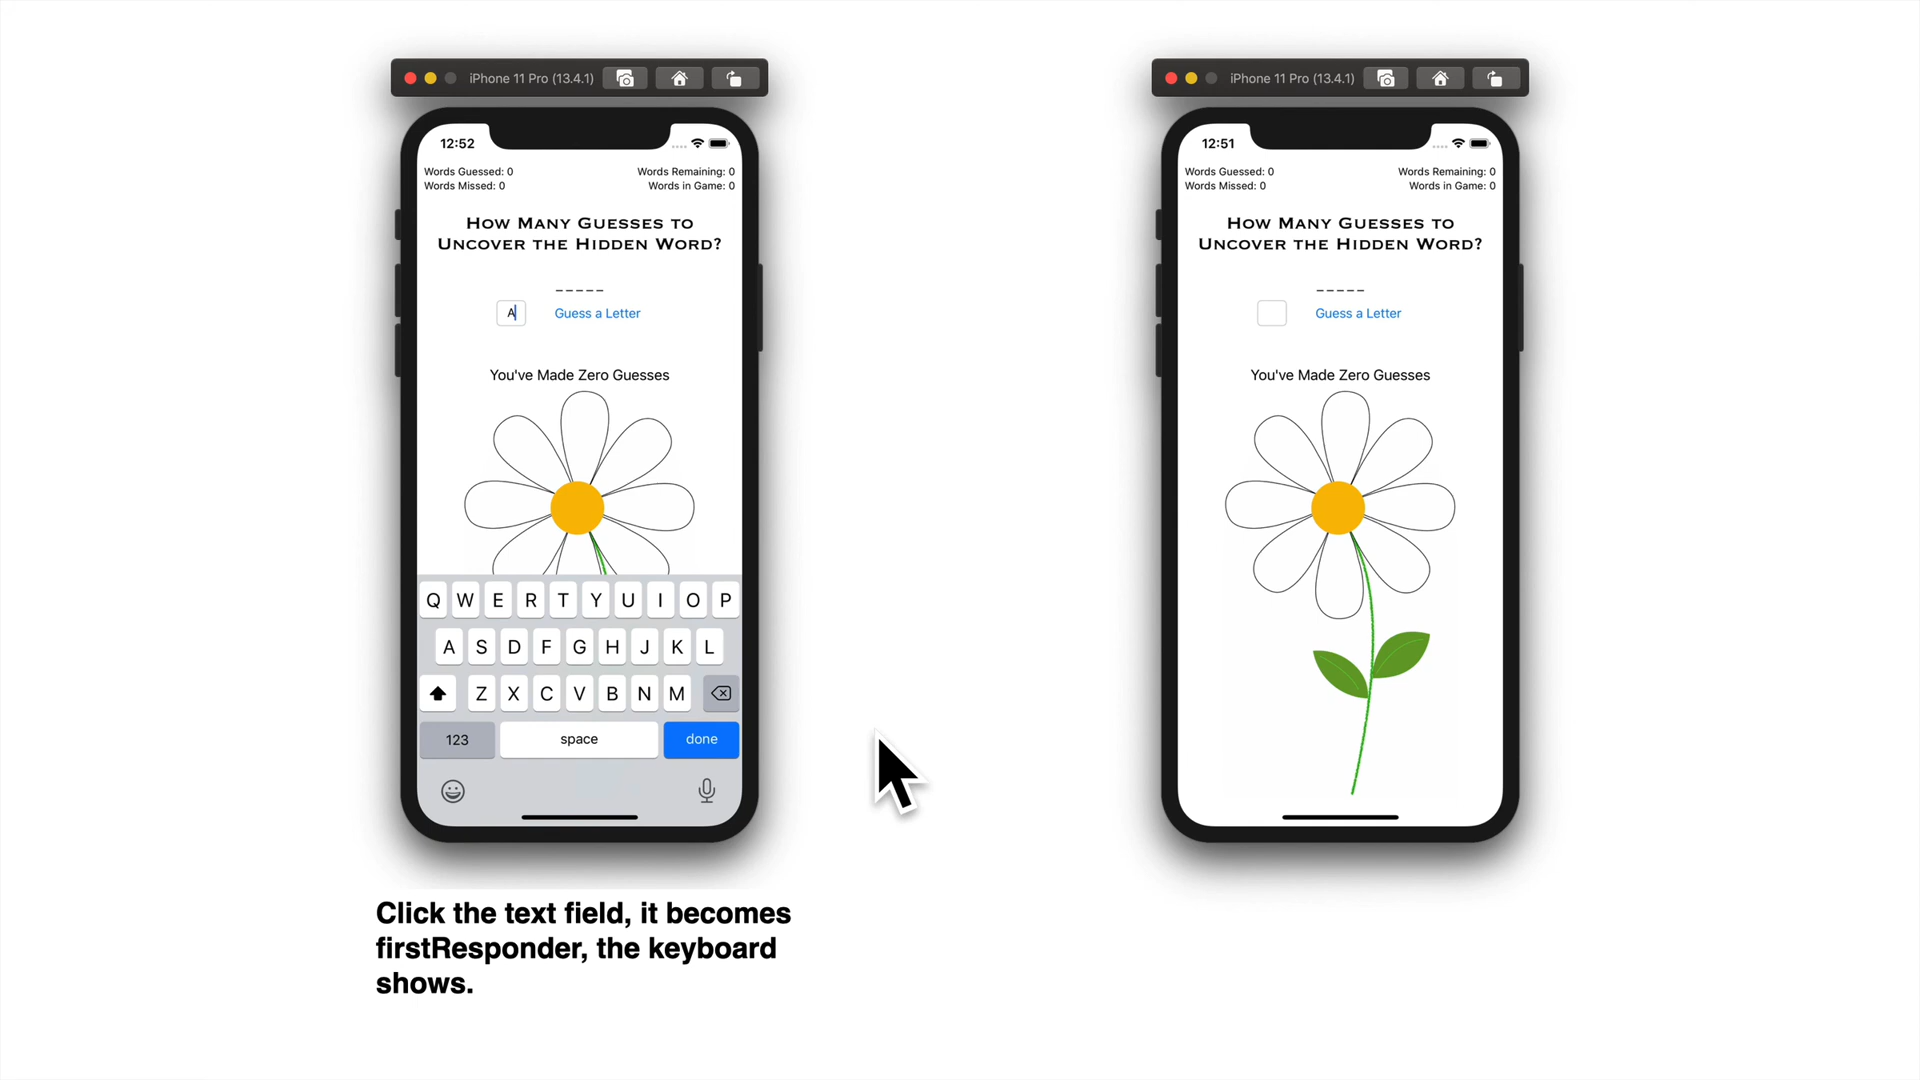 iPhone 11 Pro (13.4.1)
12:52
Words Guessed: 0
Words Remaining: 0
Words Missed: 0
Words in Game: 0
How Many Guesses to
Uncover the Hidden Word?
_ _ _ _ _
A
Guess a Letter
You've Made Zero Guesses
Q W E R T Y U I O P
A S D F G H J K L
Z X C V B N M
123
space
done
Click the text field, it becomes
firstResponder, the keyboard
shows.
iPhone 11 Pro (13.4.1)
12:51
Words Guessed: 0
Words Remaining: 0
Words Missed: 0
Words in Game: 0
How Many Guesses to
Uncover the Hidden Word?
_ _ _ _ _
Guess a Letter
You've Made Zero Guesses